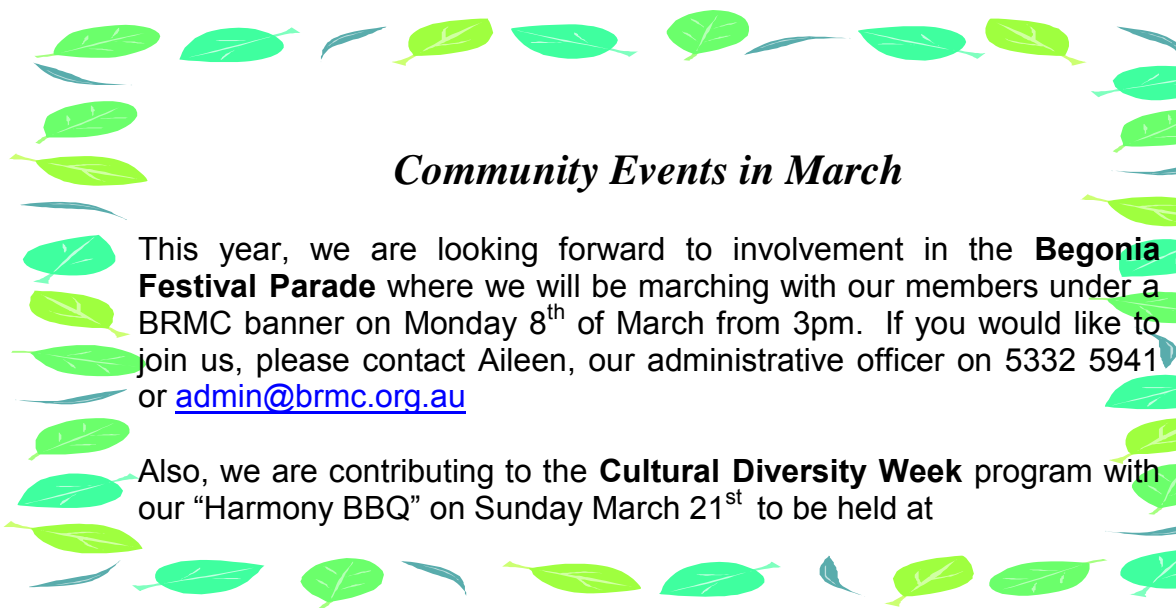 Community Events in March
This year, we are looking forward to involvement in the Begonia
Festival Parade where we will be marching with our members under a
BRMC banner on Monday 8th of March from 3pm. If you would like to
join us, please contact Aileen, our administrative officer on 5332 5941
or admin@brmc.org.au
Also, we are contributing to the Cultural Diversity Week program with
our “Harmony BBQ” on Sunday March 21st to be held at